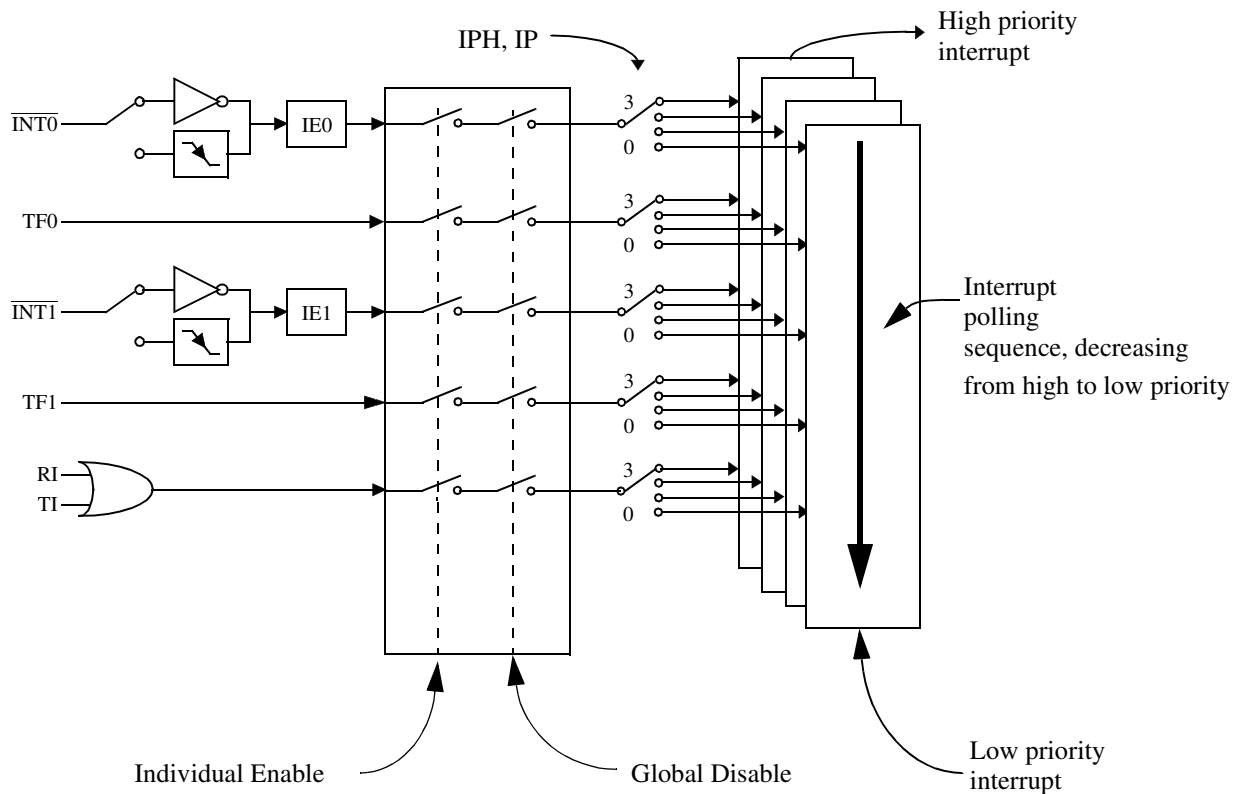 IPH, IP
High priority
interrupt
INT0
IE0
3
0
TF0
3
0
INT1
IE1
3
0
Interrupt
polling
sequence, decreasing
from high to low priority
TF1
3
0
RI
TI
3
0
Individual Enable
Global Disable
Low priority
interrupt